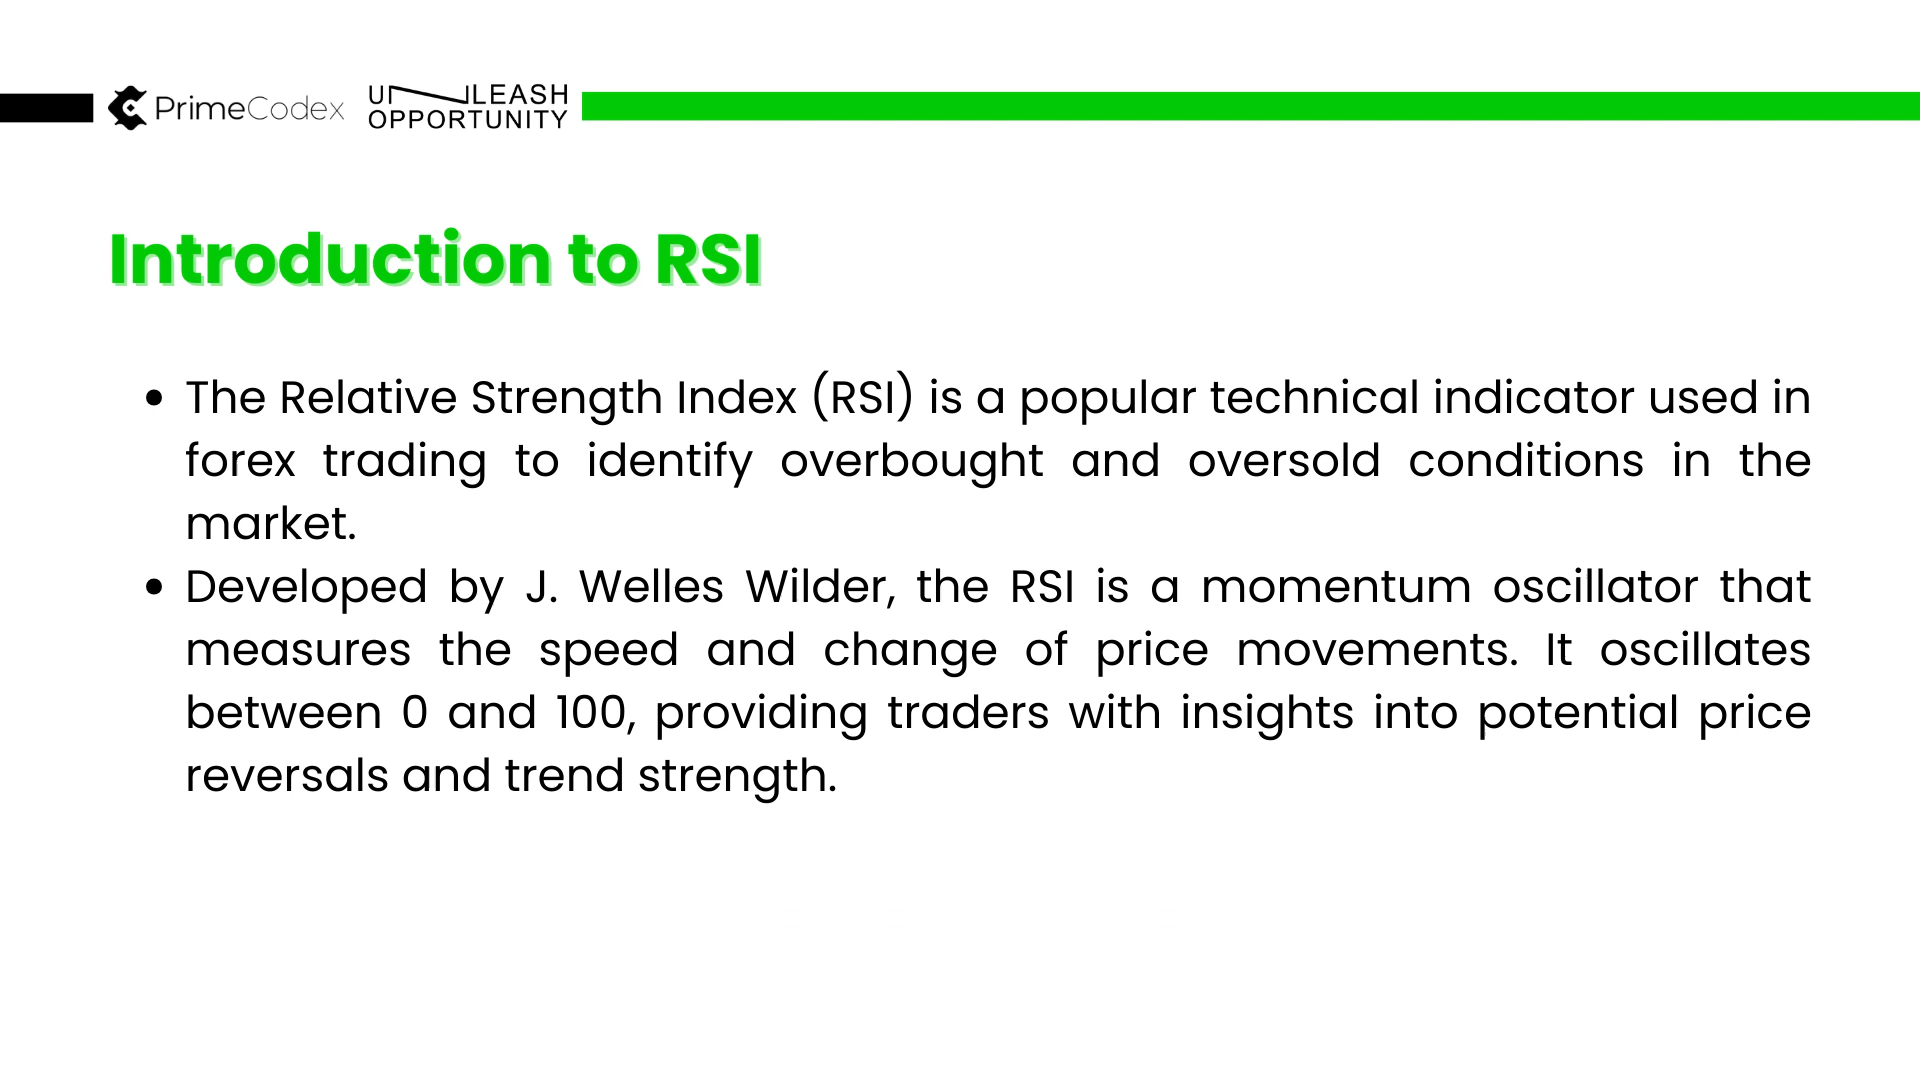 PrimeCodex
UNLEASH
OPPORTUNITY
Introduction to RSI
• The Relative Strength Index (RSI) is a popular technical indicator used in
forex trading to identify overbought and oversold conditions in the
market.
• Developed by J. Welles Wilder, the RSI is a momentum oscillator that
measures the speed and change of price movements. It oscillates
between 0 and 100, providing traders with insights into potential price
reversals and trend strength.